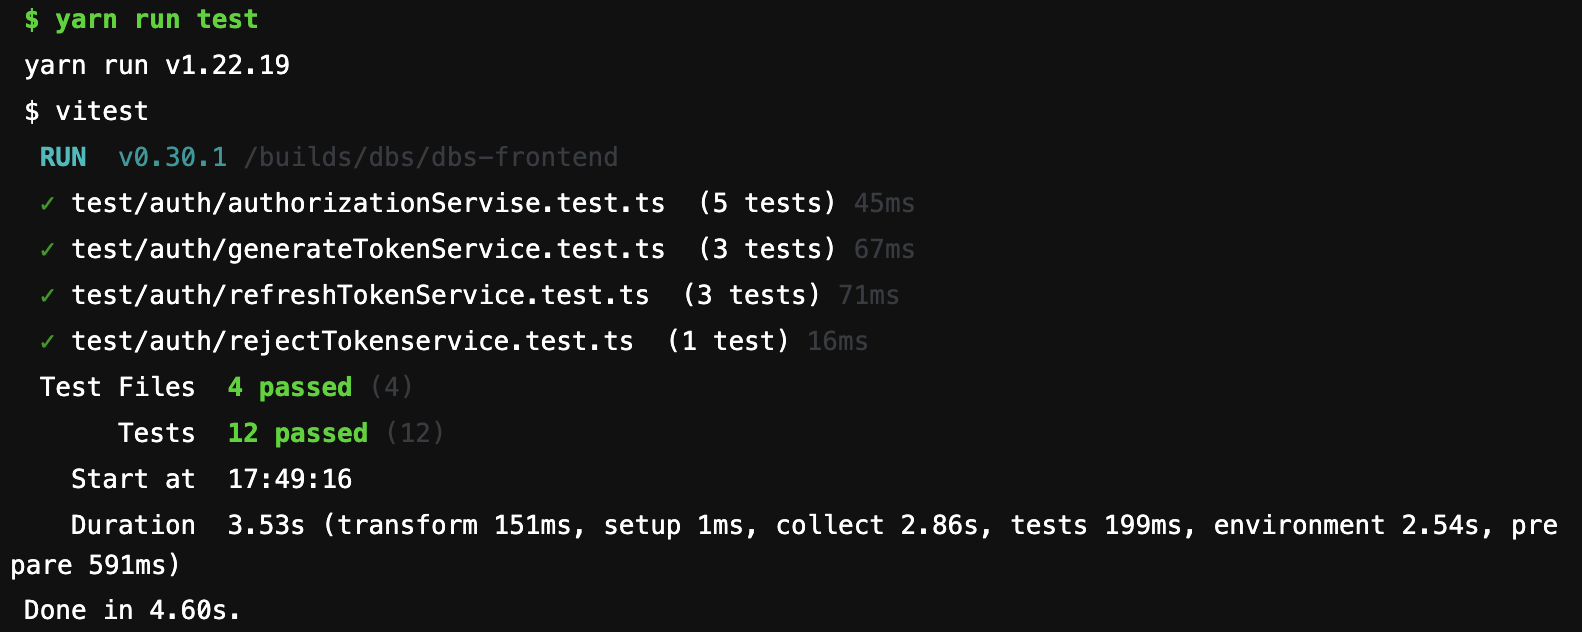 $ yarn run test
yarn run v1.22.19
$ vitest
RUN  v0.30.1 /builds/dbs/dbs-frontend
✓ test/auth/authorizationServise.test.ts  (5 tests) 45ms
✓ test/auth/generateTokenService.test.ts  (3 tests) 67ms
✓ test/auth/refreshTokenService.test.ts  (3 tests) 71ms
✓ test/auth/rejectTokenservice.test.ts  (1 test) 16ms
Test Files  4 passed (4)
Tests  12 passed (12)
Start at  17:49:16
Duration  3.53s (transform 151ms, setup 1ms, collect 2.86s, tests 199ms, environment 2.54s, pre
pare 591ms)
Done in 4.60s.